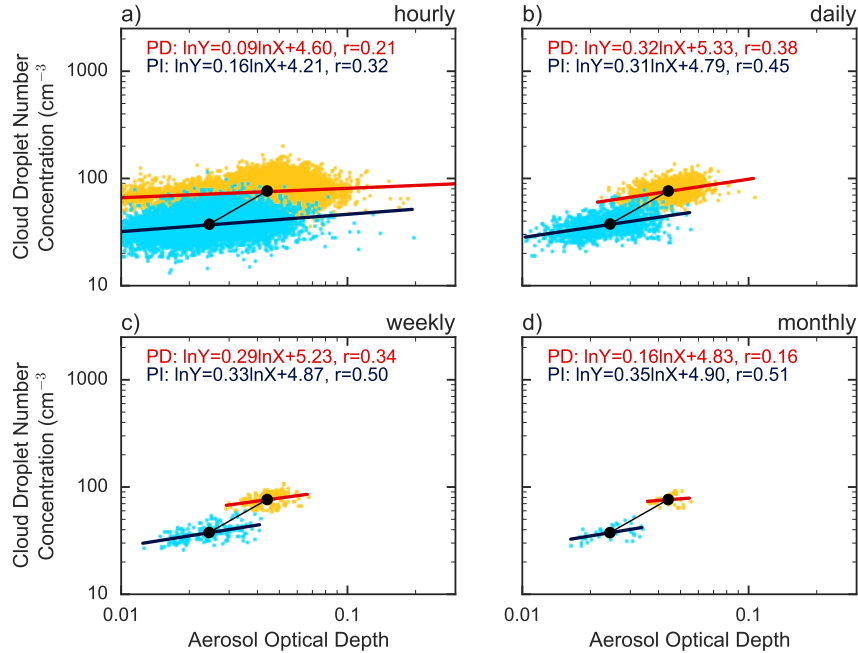 a) hourly
PD: lnY=0.09lnX+4.60, r=0.21
PI: lnY=0.16lnX+4.21, r=0.32
1000
100
10
Cloud Droplet Number
Concentration (cm⁻³)
b) daily
PD: lnY=0.32lnX+5.33, r=0.38
PI: lnY=0.31lnX+4.79, r=0.45
c) weekly
PD: lnY=0.29lnX+5.23, r=0.34
PI: lnY=0.33lnX+4.87, r=0.50
1000
100
10
Cloud Droplet Number
Concentration (cm⁻³)
0.01 0.1
Aerosol Optical Depth
d) monthly
PD: lnY=0.16lnX+4.83, r=0.16
PI: lnY=0.35lnX+4.90, r=0.51
0.01 0.1
Aerosol Optical Depth